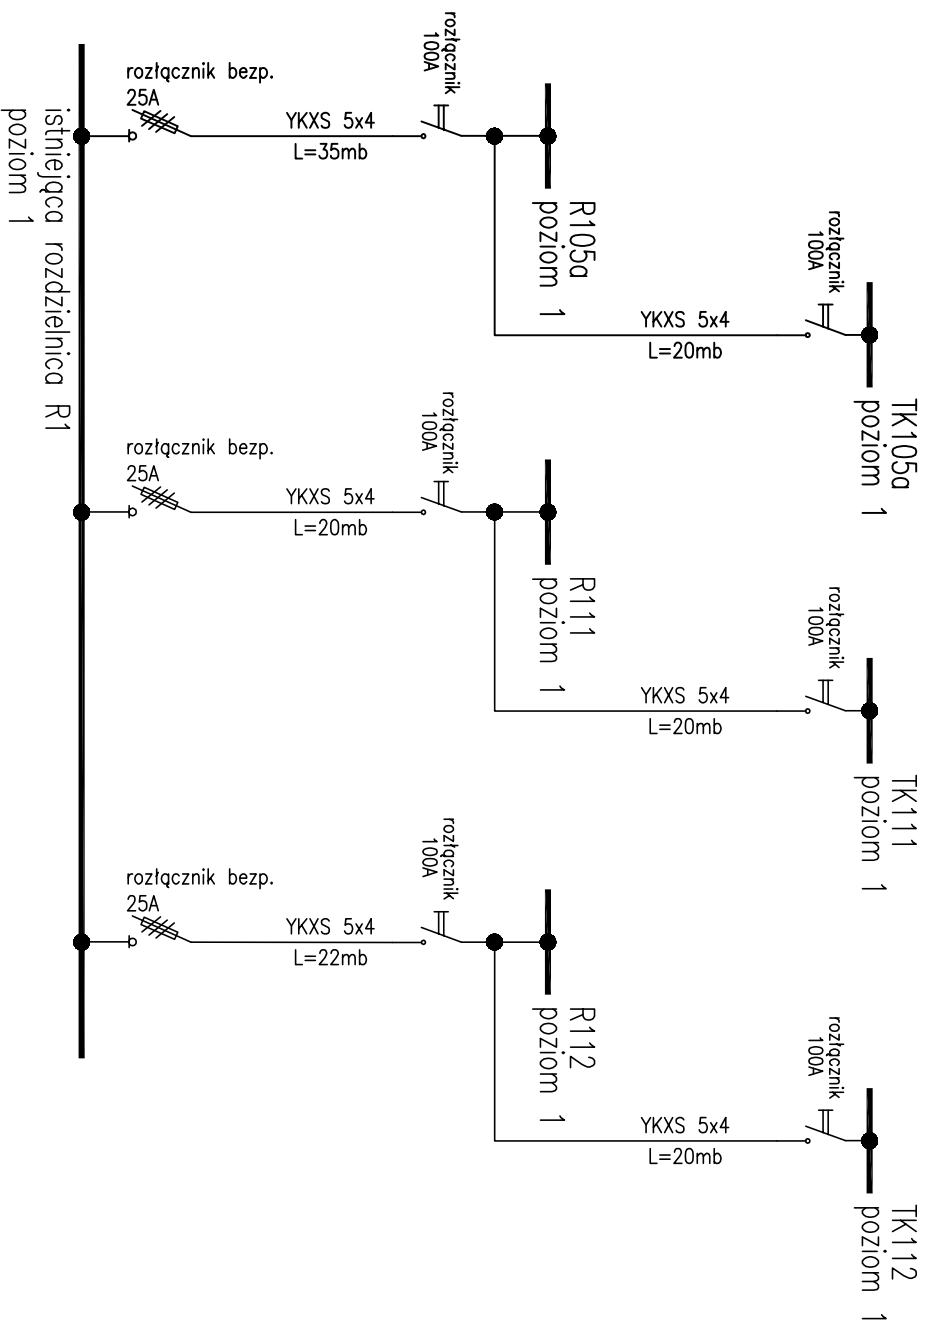 rozłącznik bezp.
25A
YKXS 5x4
L=35mb
rozłącznik
100A
R105a
poziom 1
YKXS 5x4
L=20mb
rozłącznik
100A
TK105a
poziom 1
istniejąca rozdzielnica R1
poziom 1
rozłącznik bezp.
25A
YKXS 5x4
L=20mb
rozłącznik
100A
R111
poziom 1
YKXS 5x4
L=20mb
rozłącznik
100A
TK111
poziom 1
rozłącznik bezp.
25A
YKXS 5x4
L=22mb
rozłącznik
100A
R112
poziom 1
YKXS 5x4
L=20mb
rozłącznik
100A
TK112
poziom 1